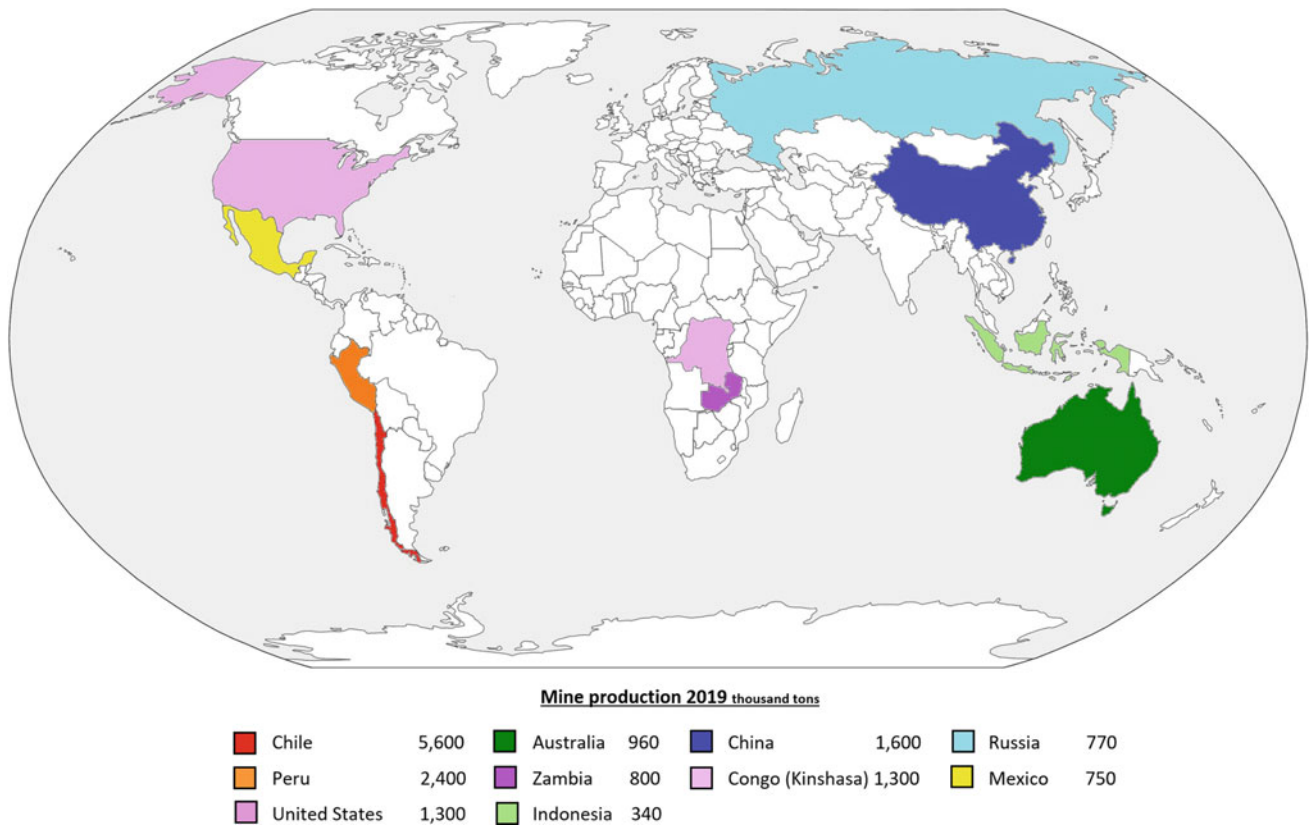 Mine production 2019 thousand tons
Chile 5,600 Australia 960 China 1,600 Russia 770
Peru 2,400 Zambia 800 Congo (Kinshasa) 1,300 Mexico 750
United States 1,300 Indonesia 340